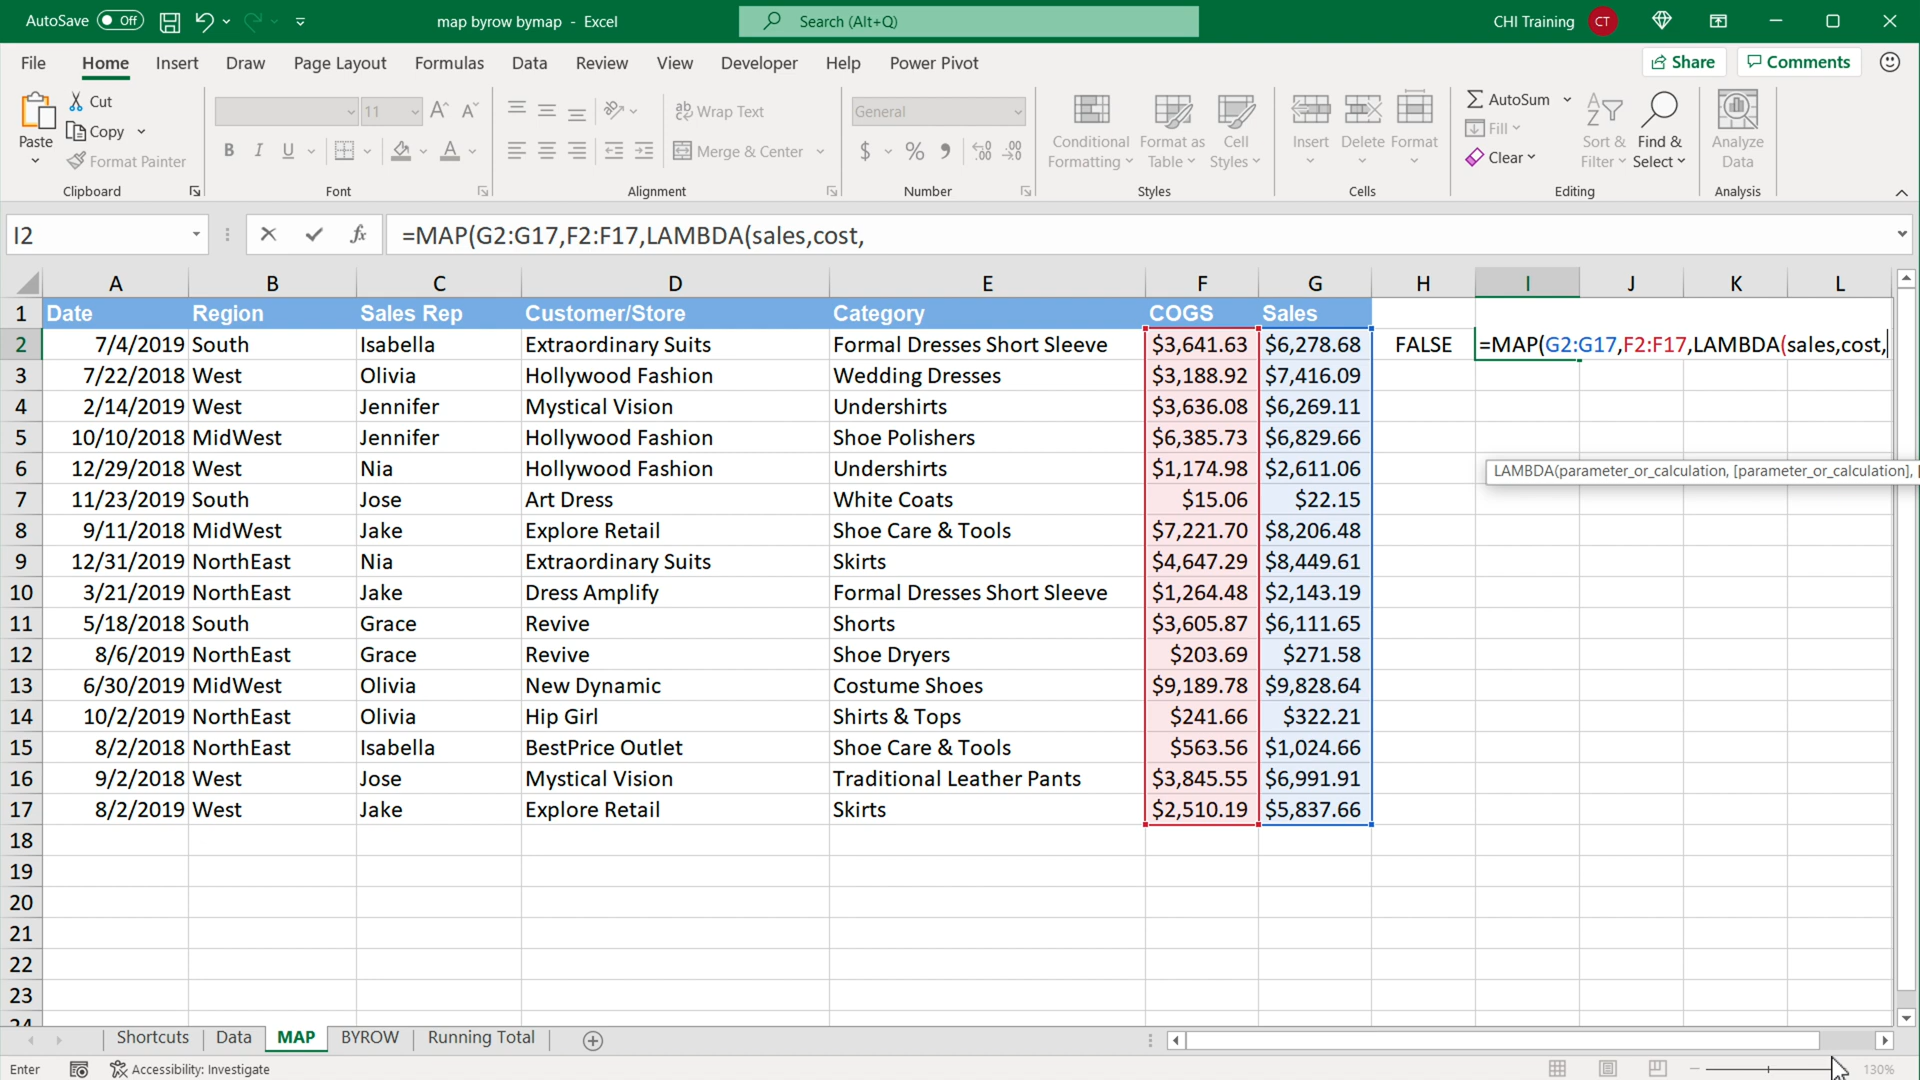 AutoSave Off map byrow bymap - Excel Search (Alt+Q) CHI Training CT
File Home Insert Draw Page Layout Formulas Data Review View Developer Help Power Pivot Share Comments
Paste Cut Copy Format Painter Clipboard
11 A A B I U A Font
ab Wrap Text Merge & Center Alignment
General $ % 9 Number
Conditional Formatting Format as Table Cell Styles Styles
Insert Delete Format Cells
AutoSum Fill Clear Sort & Filter Find & Select Editing
Analyze Data Analysis
I2 fx =MAP(G2:G17,F2:F17,LAMBDA(sales,cost,
A B C D E F G H I J K L
1 Date Region Sales Rep Customer/Store Category COGS Sales
2 7/4/2019 South Isabella Extraordinary Suits Formal Dresses Short Sleeve $3,641.63 $6,278.68 FALSE =MAP(G2:G17,F2:F17,LAMBDA(sales,cost,
3 7/22/2018 West Olivia Hollywood Fashion Wedding Dresses $3,188.92 $7,416.09
4 2/14/2019 West Jennifer Mystical Vision Undershirts $3,636.08 $6,269.11
5 10/10/2018 MidWest Jennifer Hollywood Fashion Shoe Polishers $6,385.73 $6,829.66
6 12/29/2018 West Nia Hollywood Fashion Undershirts $1,174.98 $2,611.06 LAMBDA(parameter_or_calculation, [parameter_or_calculation], [
7 11/23/2019 South Jose Art Dress White Coats $15.06 $22.15
8 9/11/2018 MidWest Jake Explore Retail Shoe Care & Tools $7,221.70 $8,206.48
9 12/31/2019 NorthEast Nia Extraordinary Suits Skirts $4,647.29 $8,449.61
10 3/21/2019 NorthEast Jake Dress Amplify Formal Dresses Short Sleeve $1,264.48 $2,143.19
11 5/18/2018 South Grace Revive Shorts $3,605.87 $6,111.65
12 8/6/2019 NorthEast Grace Revive Shoe Dryers $203.69 $271.58
13 6/30/2019 MidWest Olivia New Dynamic Costume Shoes $9,189.78 $9,828.64
14 10/2/2019 NorthEast Olivia Hip Girl Shirts & Tops $241.66 $322.21
15 8/2/2018 NorthEast Isabella BestPrice Outlet Shoe Care & Tools $563.56 $1,024.66
16 9/2/2018 West Jose Mystical Vision Traditional Leather Pants $3,845.55 $6,991.91
17 8/2/2019 West Jake Explore Retail Skirts $2,510.19 $5,837.66
18
19
20
21
22
23
24
Shortcuts Data MAP BYROW Running Total
Enter Accessibility: Investigate 130%